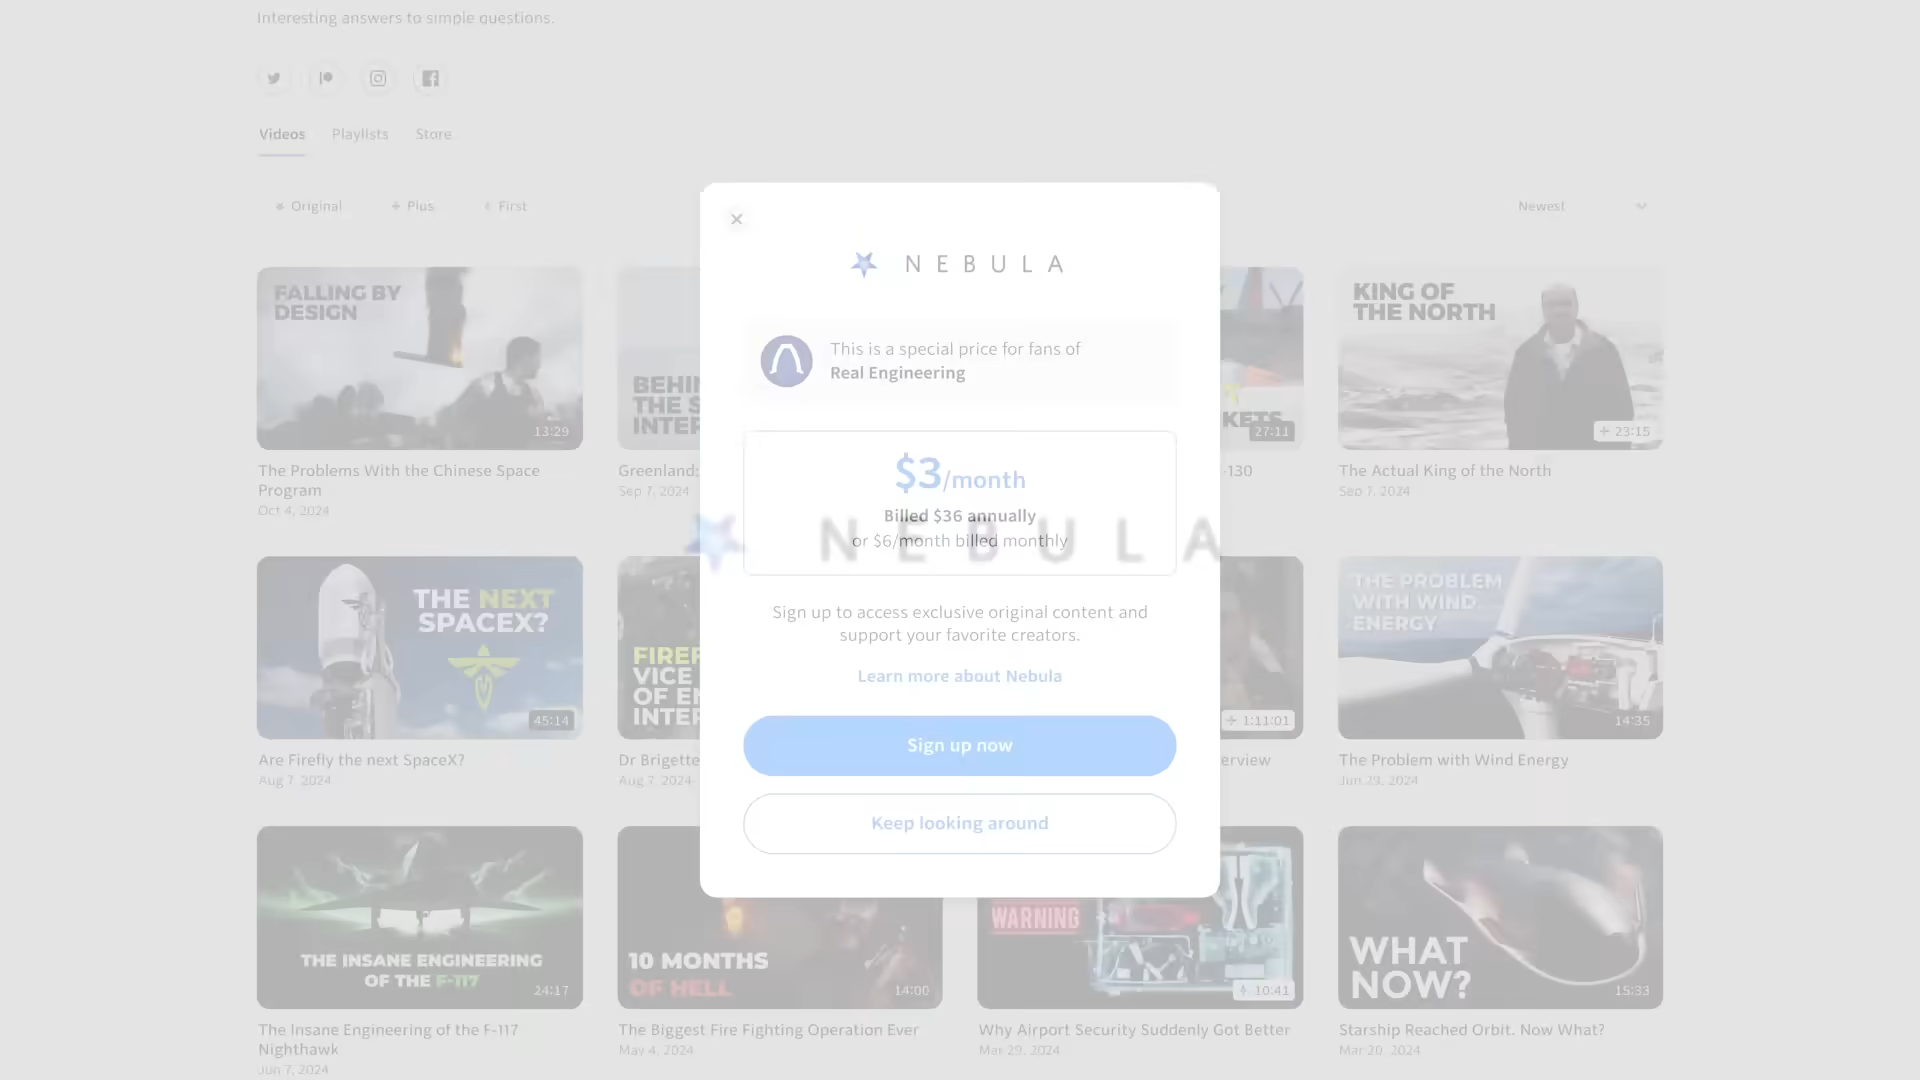 Interesting answers to simple questions.
Videos Playlists Store
Original Plus First Newest
NEBULA
This is a special price for fans of
Real Engineering
$3/month
Billed $36 annually
or $6/month billed monthly
NEBULA
Sign up to access exclusive original content and
support your favorite creators.
Learn more about Nebula
Sign up now
Keep looking around
FALLING BY
DESIGN
13:29
The Problems With the Chinese Space
Program
Oct 4, 2024
THE
Greenland:
Sep 7, 2024
27:11
-130
KING OF
THE NORTH
23:15
The Actual King of the North
Sep 7, 2024
THE NEXT
SPACEX?
45:14
Are Firefly the next SpaceX?
Aug 7, 2024
VICE
Dr Brigette
Aug 7, 2024
1:11:01
THE PROBLEM
WITH WIND
ENERGY
14:35
The Problem with Wind Energy
Jun 29, 2024
THE INSANE ENGINEERING
OF THE F-117
24:17
The Insane Engineering of the F-117
Nighthawk
Jun 7, 2024
10 MONTHS
OF HELL
14:00
The Biggest Fire Fighting Operation Ever
May 4, 2024
WARNING
10:41
Why Airport Security Suddenly Got Better
Mar 29, 2024
WHAT
NOW?
15:33
Starship Reached Orbit. Now What?
Mar 20, 2024